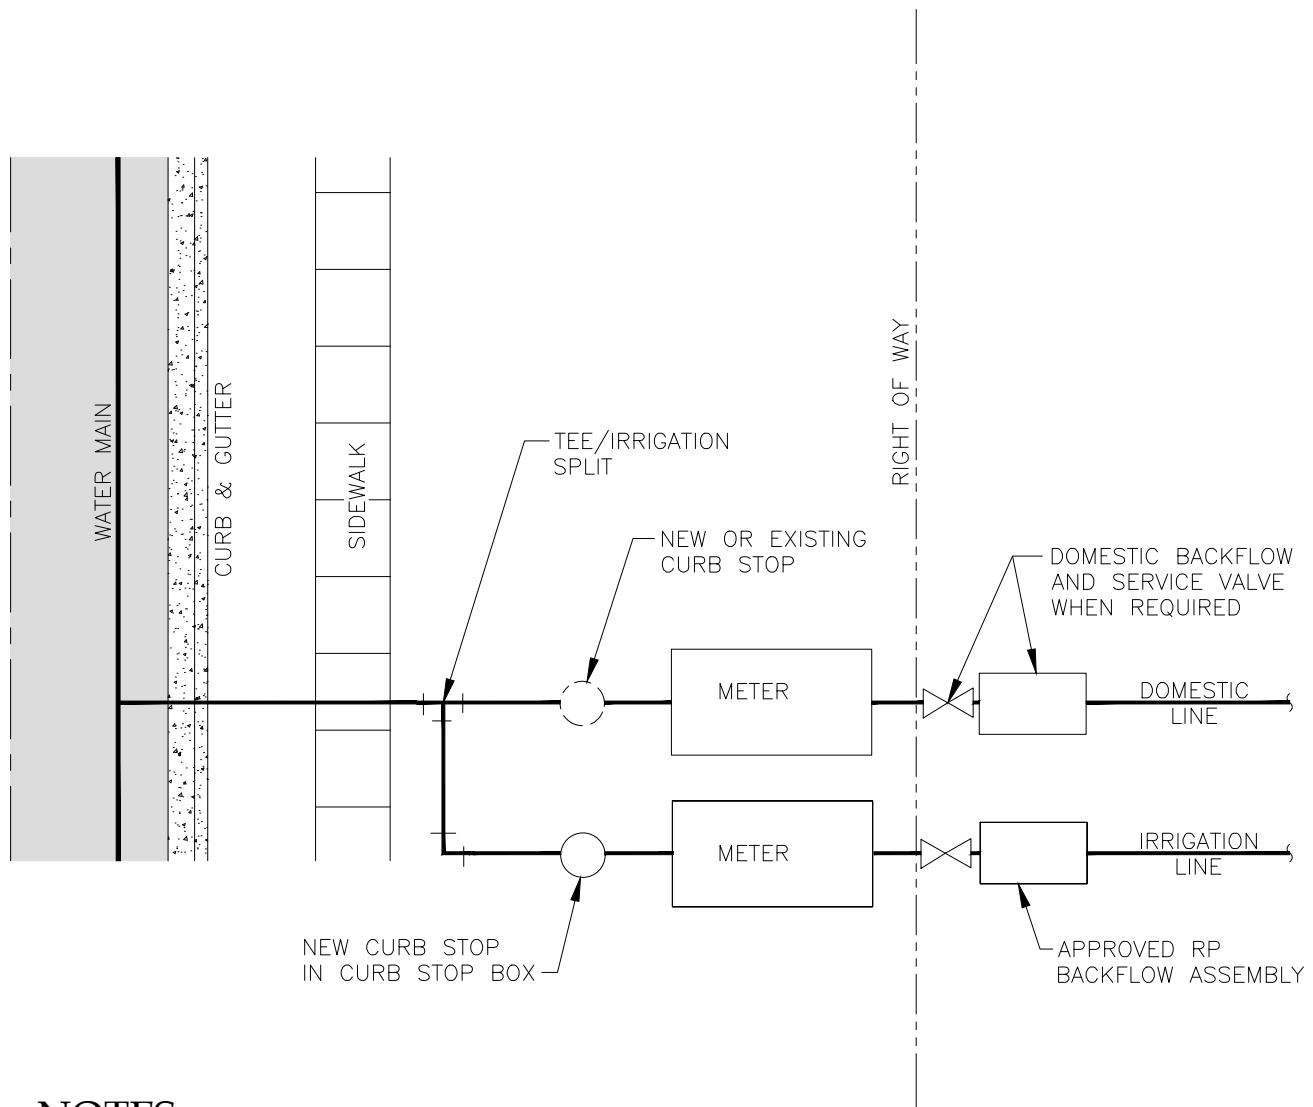 WATER MAIN
CURB & GUTTER
SIDEWALK
RIGHT OF WAY
TEE/IRRIGATION
SPLIT
NEW OR EXISTING
CURB STOP
DOMESTIC BACKFLOW
AND SERVICE VALVE
WHEN REQUIRED
METER
DOMESTIC
LINE
METER
IRRIGATION
LINE
NEW CURB STOP
IN CURB STOP BOX
APPROVED RP
BACKFLOW ASSEMBLY
NOTES